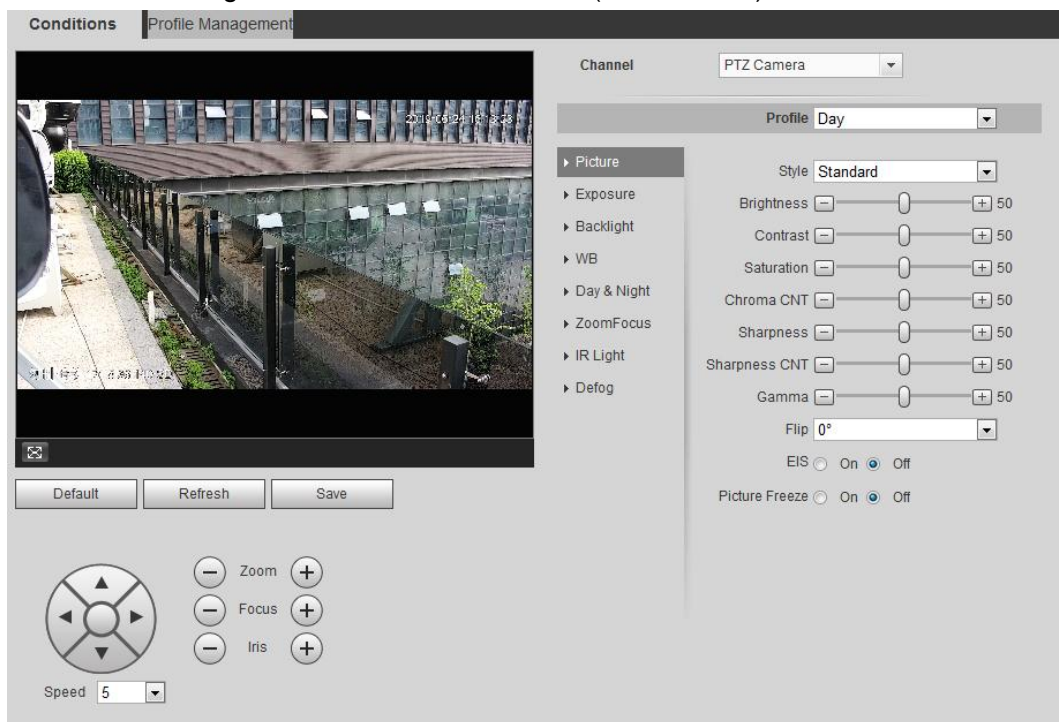 Conditions Profile Management
Channel PTZ Camera
Profile Day
Picture
Exposure
Backlight
WB
Day & Night
ZoomFocus
IR Light
Defog
Style Standard
Brightness 50
Contrast 50
Saturation 50
Chroma CNT 50
Sharpness 50
Sharpness CNT 50
Gamma 50
Flip 0°
EIS On Off
Picture Freeze On Off
Default Refresh Save
Zoom
Focus
Iris
Speed 5